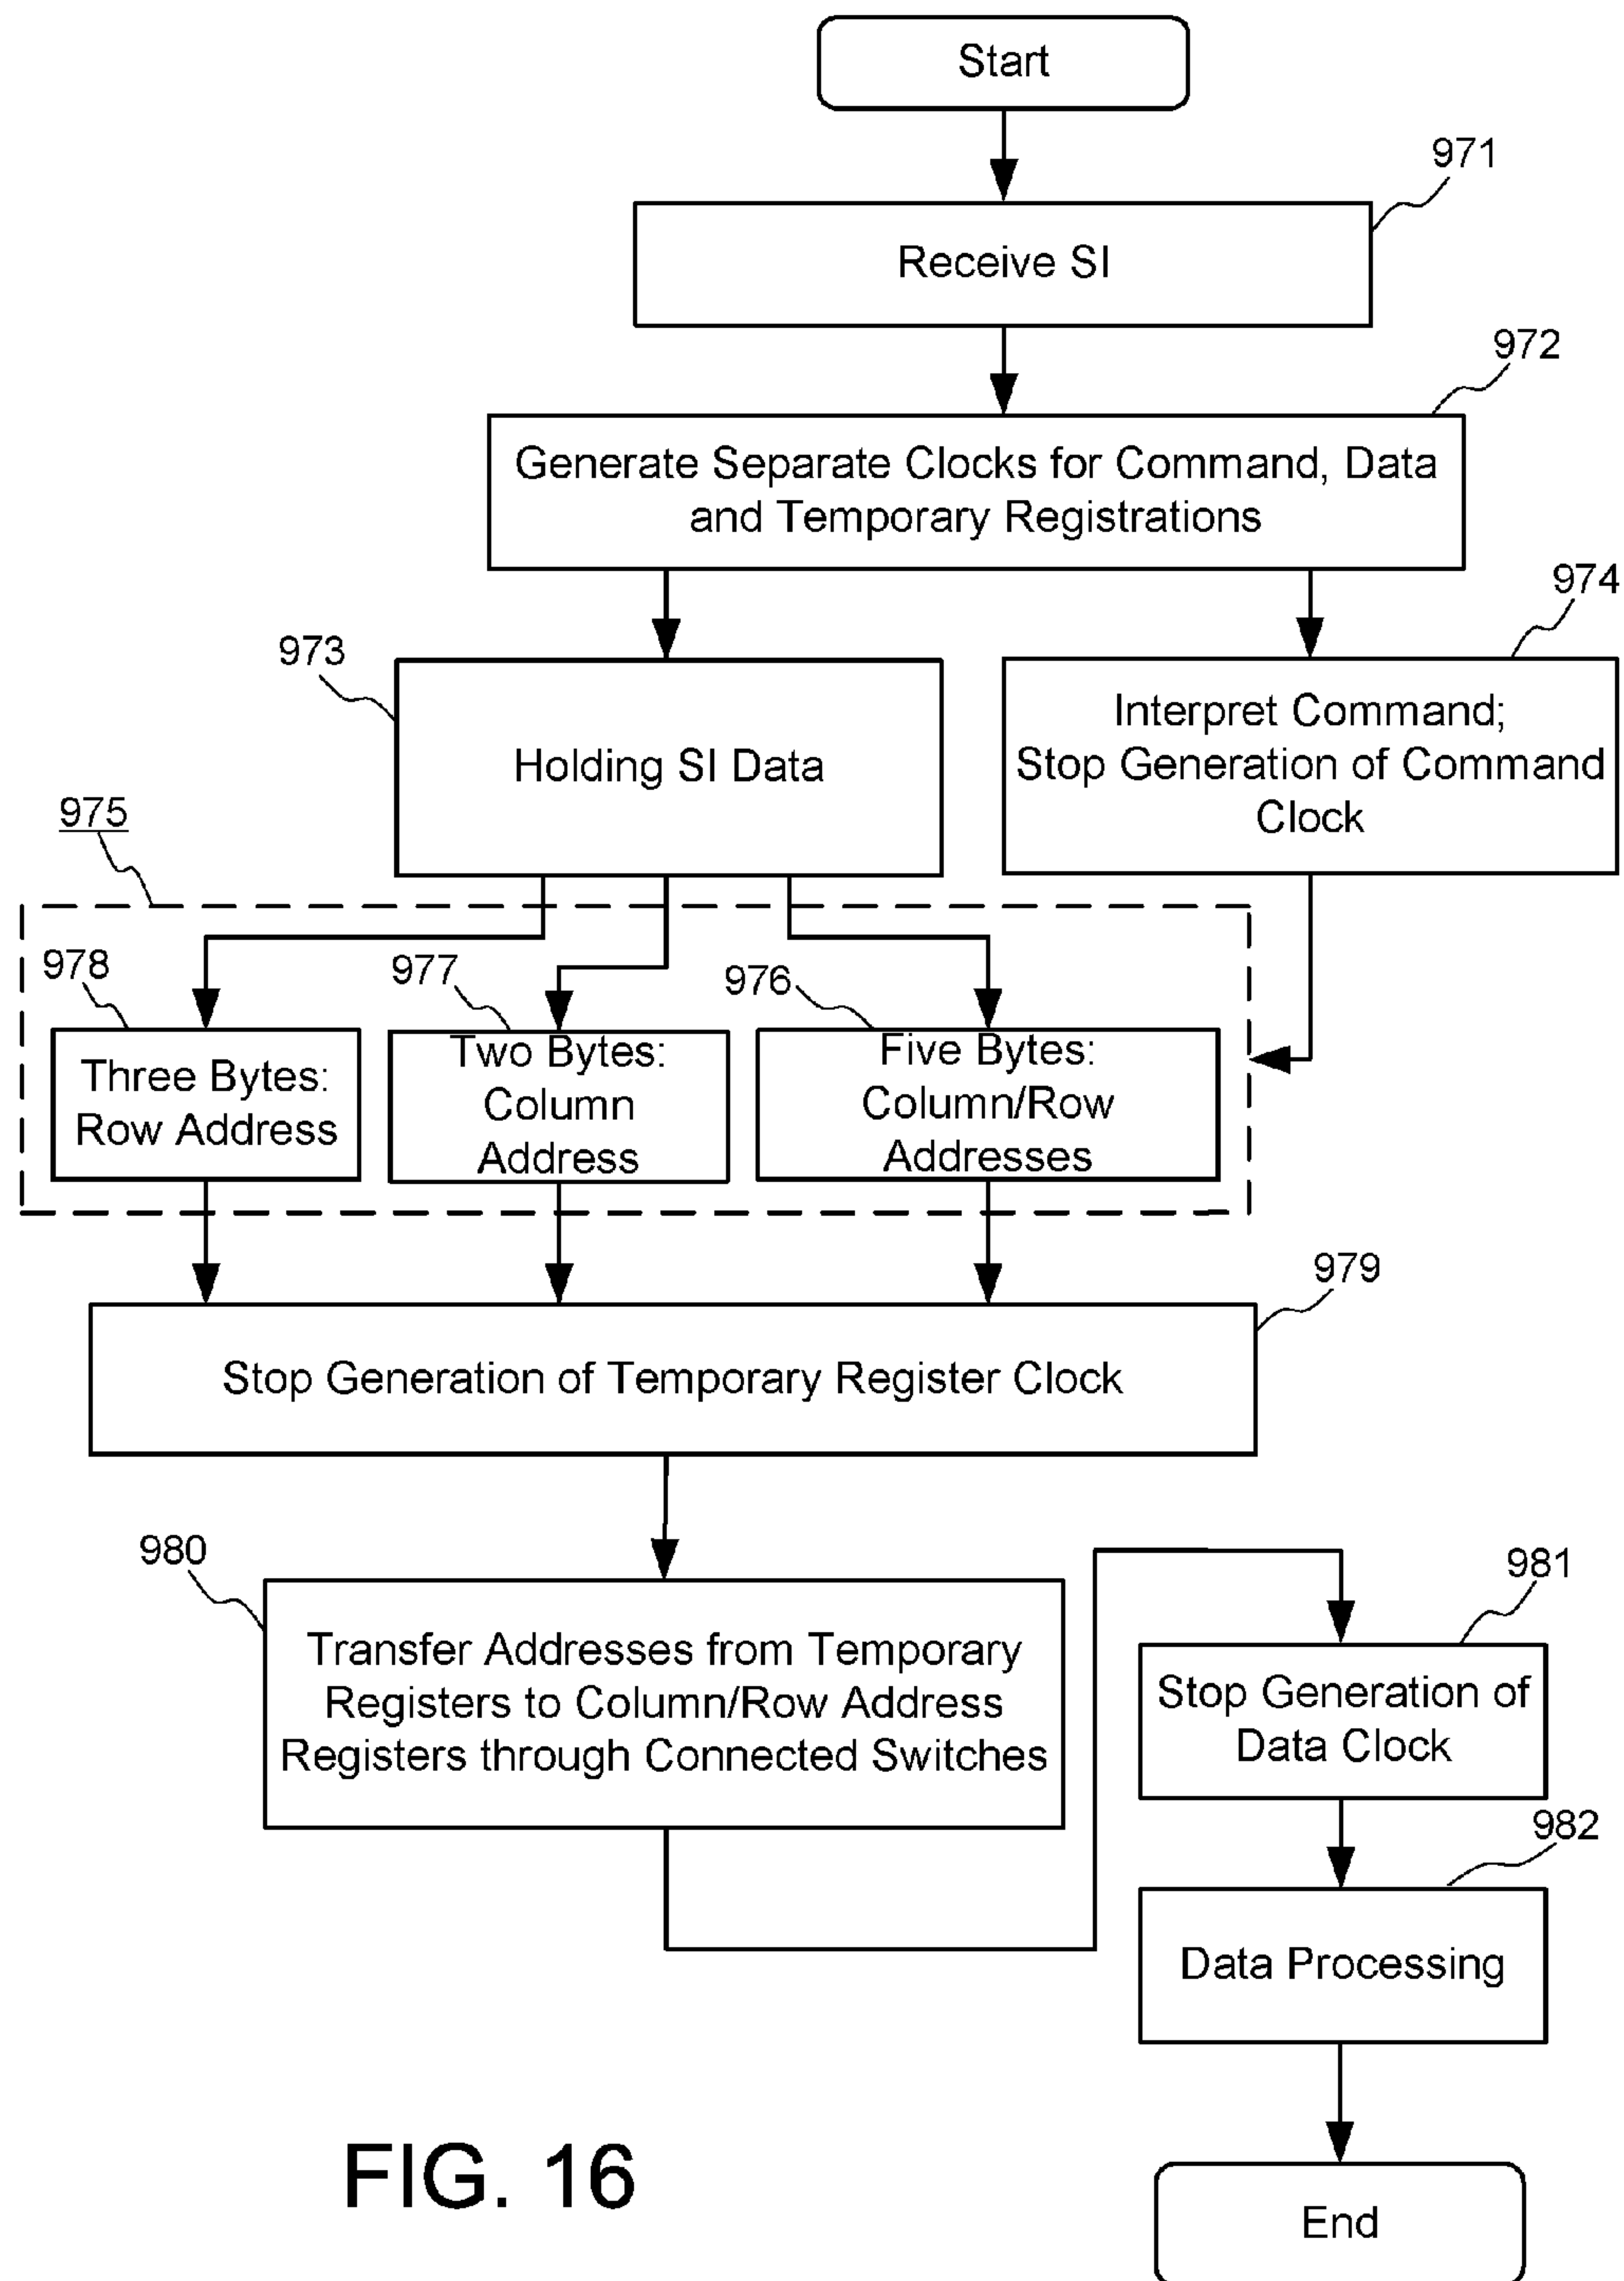 Start
971
Receive SI
972
Generate Separate Clocks for Command, Data
and Temporary Registrations
974
973
Interpret Command;
Stop Generation of Command
Clock
Holding SI Data
975
978
977
976
Three Bytes:
Row Address
Two Bytes:
Column
Address
Five Bytes:
Column/Row
Addresses
979
Stop Generation of Temporary Register Clock
980
981
Transfer Addresses from Temporary
Registers to Column/Row Address
Registers through Connected Switches
Stop Generation of
Data Clock
982
Data Processing
FIG. 16
End